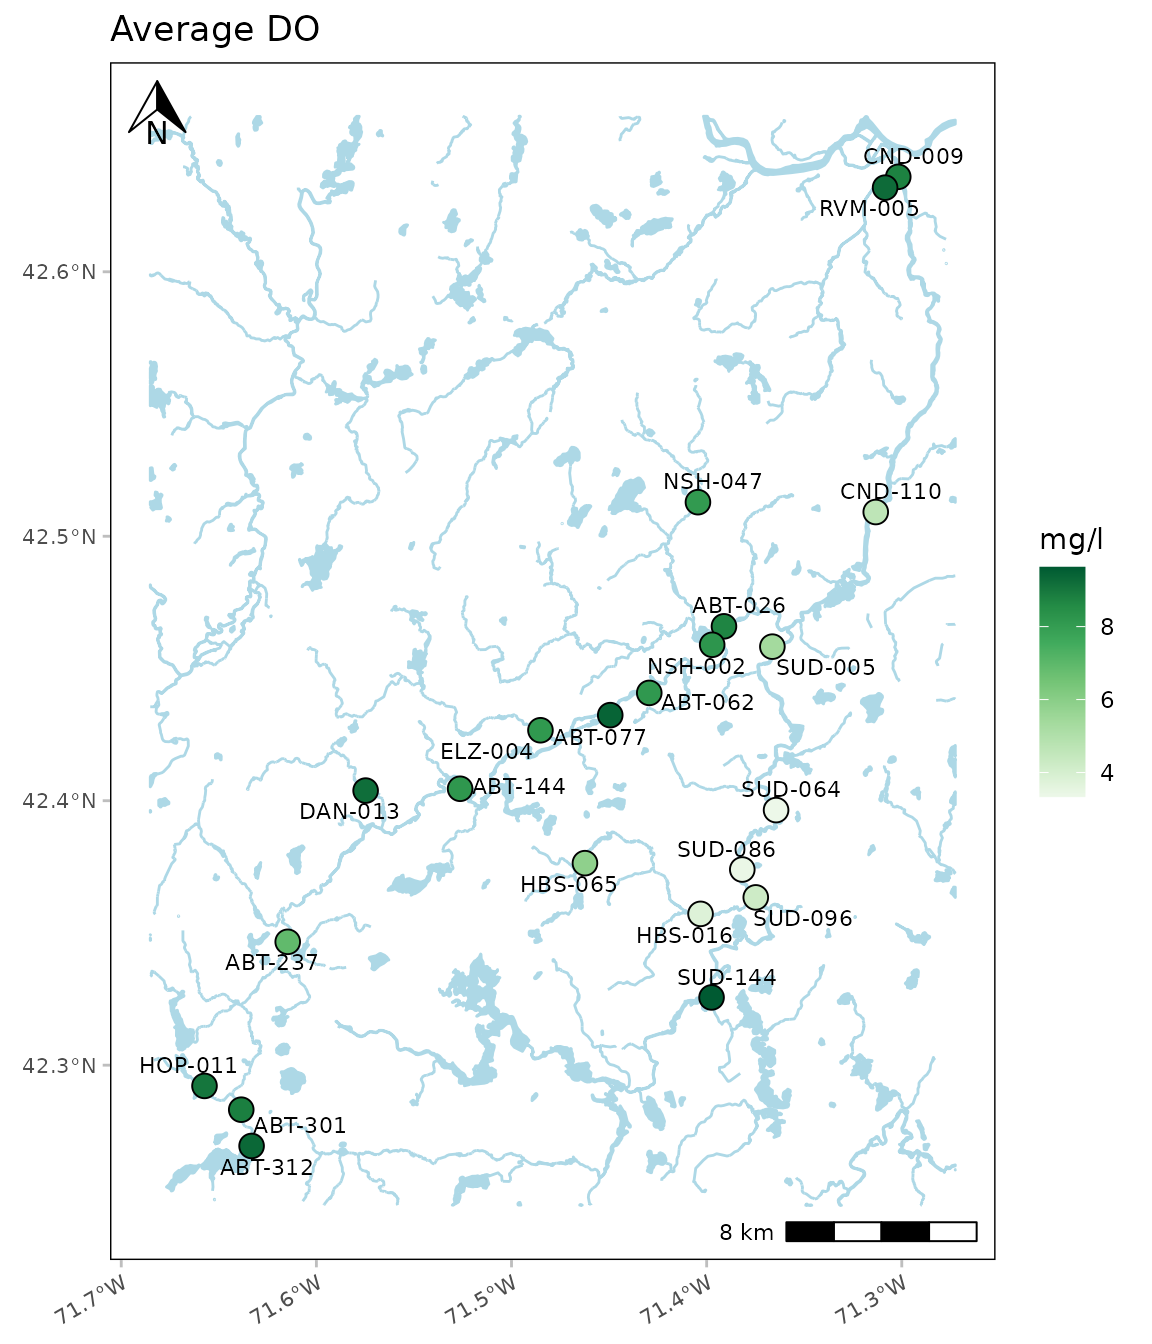 Average DO
N
CND-009
RVM-005
42.6°N
NSH-047
CND-110
42.5°N
mg/l
ABT-026
8
NSH-002
SUD-005
ABT-062
6
ABT-077
ELZ-004
4
ABT-144
SUD-064
42.4°N
DAN-013
SUD-086
HBS-065
SUD-096
HBS-016
ABT-237
SUD-144
HOP-011
42.3°N
ABT-301
ABT-312
8 km
71.7°W
71.6°W
71.5°W
71.4°W
71.3°W